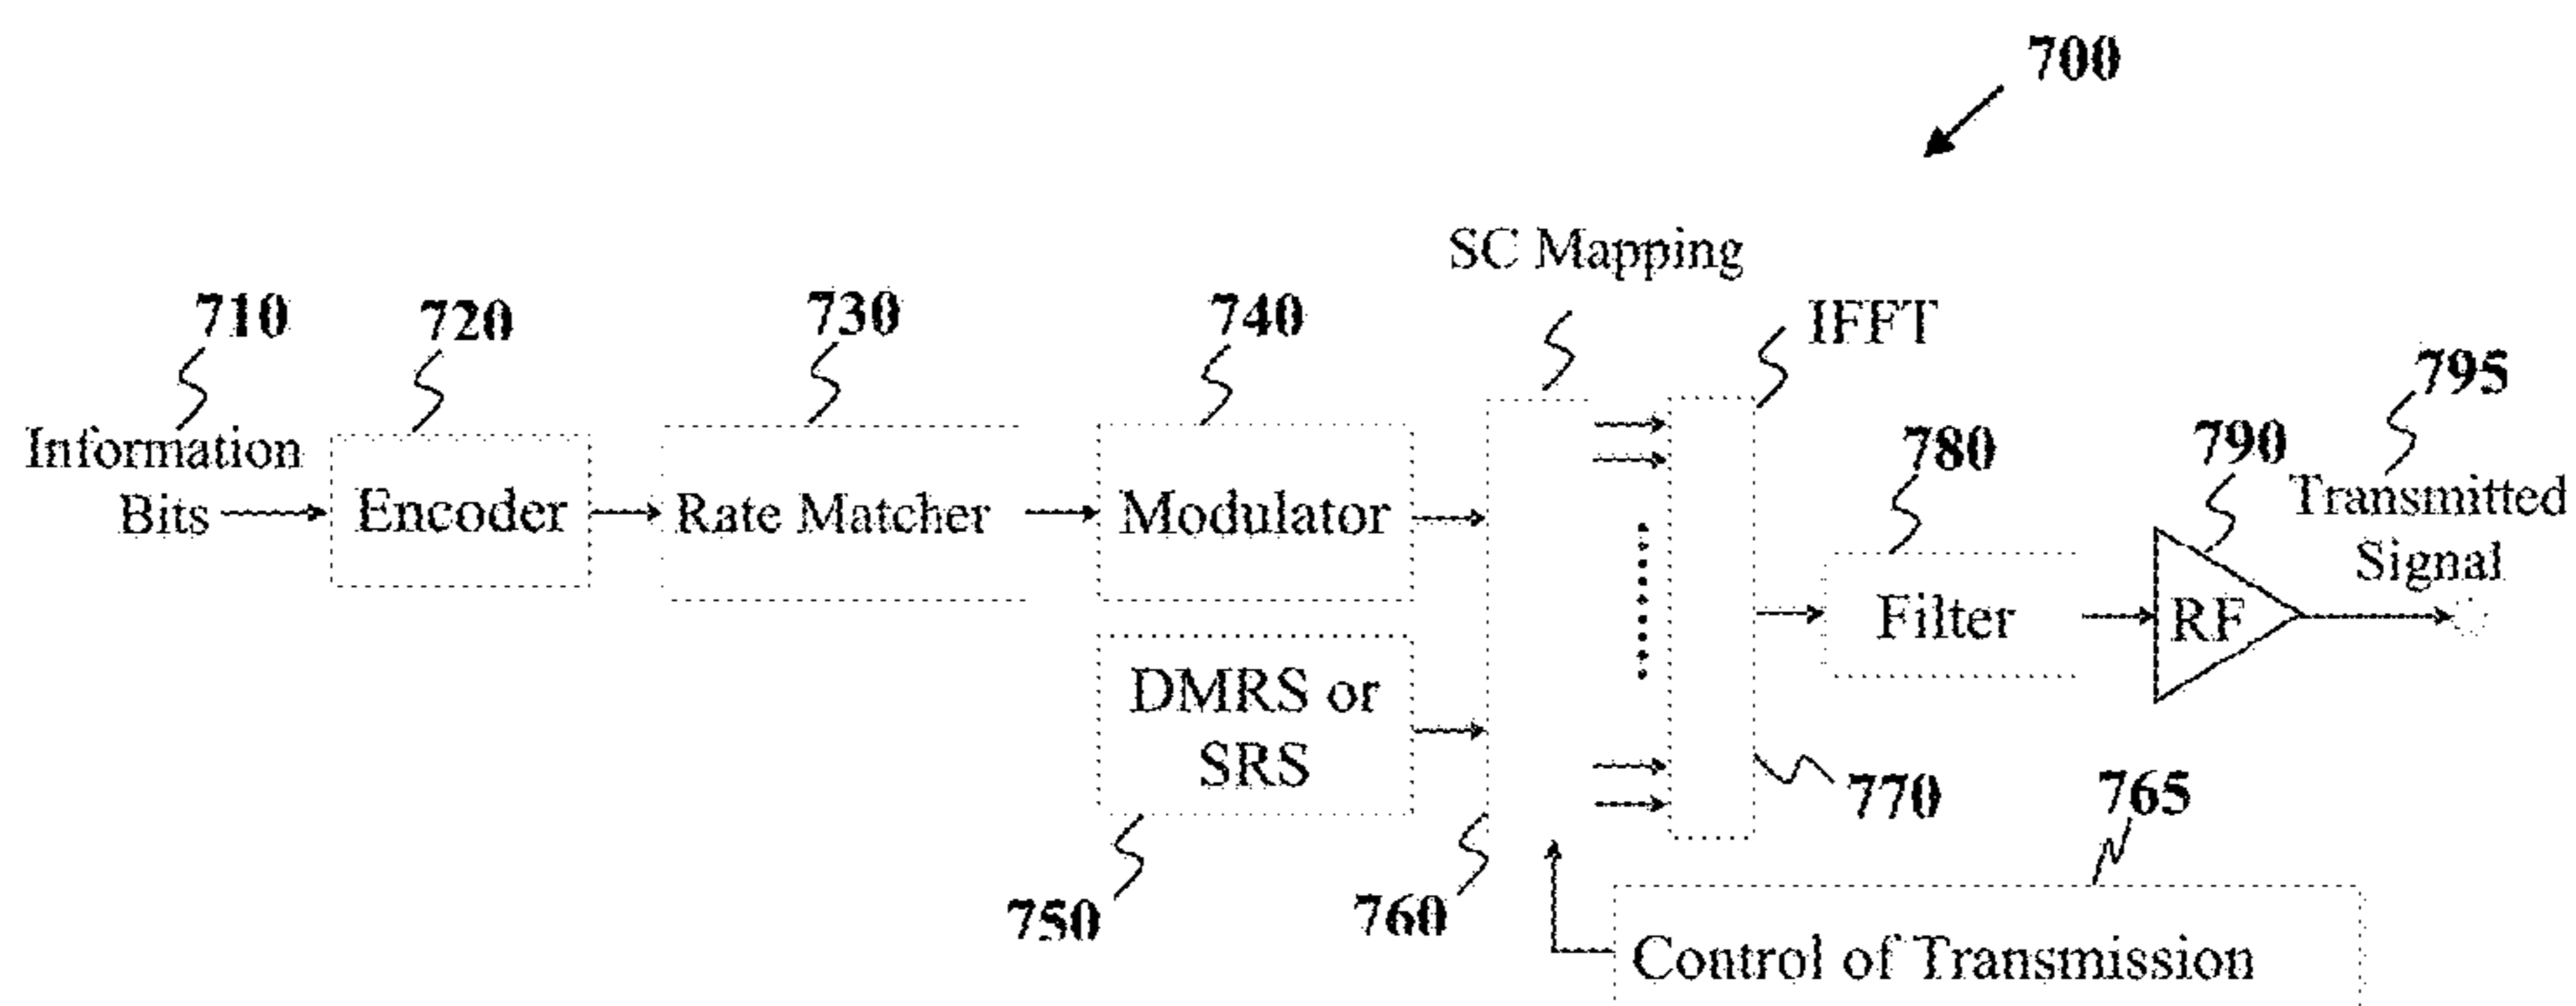 700
SC Mapping
710
720
730
740
IFFT
795
Information
Bits
Encoder
Rate Matcher
Modulator
780
790
Transmitted
Signal
Filter
RF
DMRS or
SRS
770
765
750
760
Control of Transmission